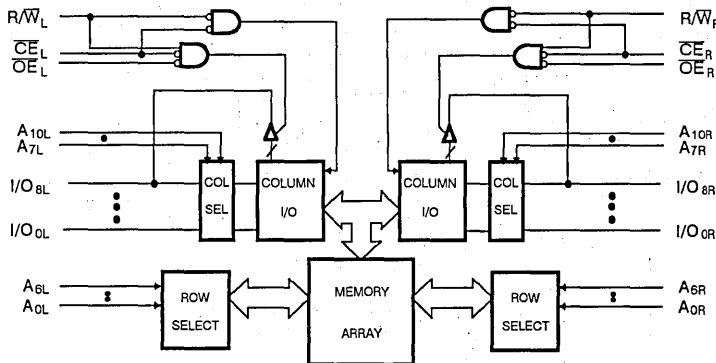 R/W̅L R/W̅R
C̅E̅L C̅E̅R
O̅E̅L O̅E̅R
A10L A10R
A7L A7R
I/O8L COL SEL COLUMN I/O COLUMN I/O COL SEL I/O8R
I/O0L I/O0R
A6L ROW SELECT MEMORY ARRAY ROW SELECT A6R
A0L A0R